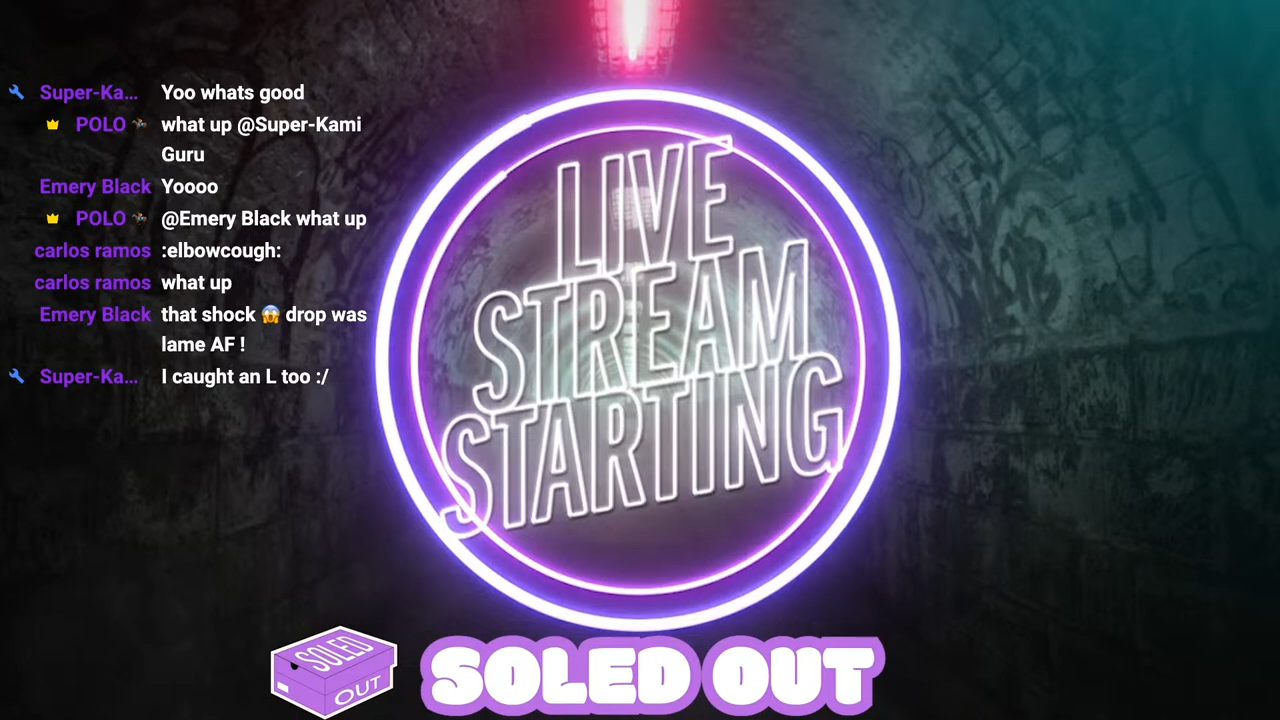 Super-Ka... Yoo whats good
POLO what up @Super-Kami
Guru
Emery Black Yoooo
POLO @Emery Black what up
carlos ramos :elbowcough:
carlos ramos what up
Emery Black that shock 😱 drop was
lame AF !
Super-Ka... I caught an L too :/
LIVE
STREAM
STARTING
SOLED
OUT
SOLED OUT